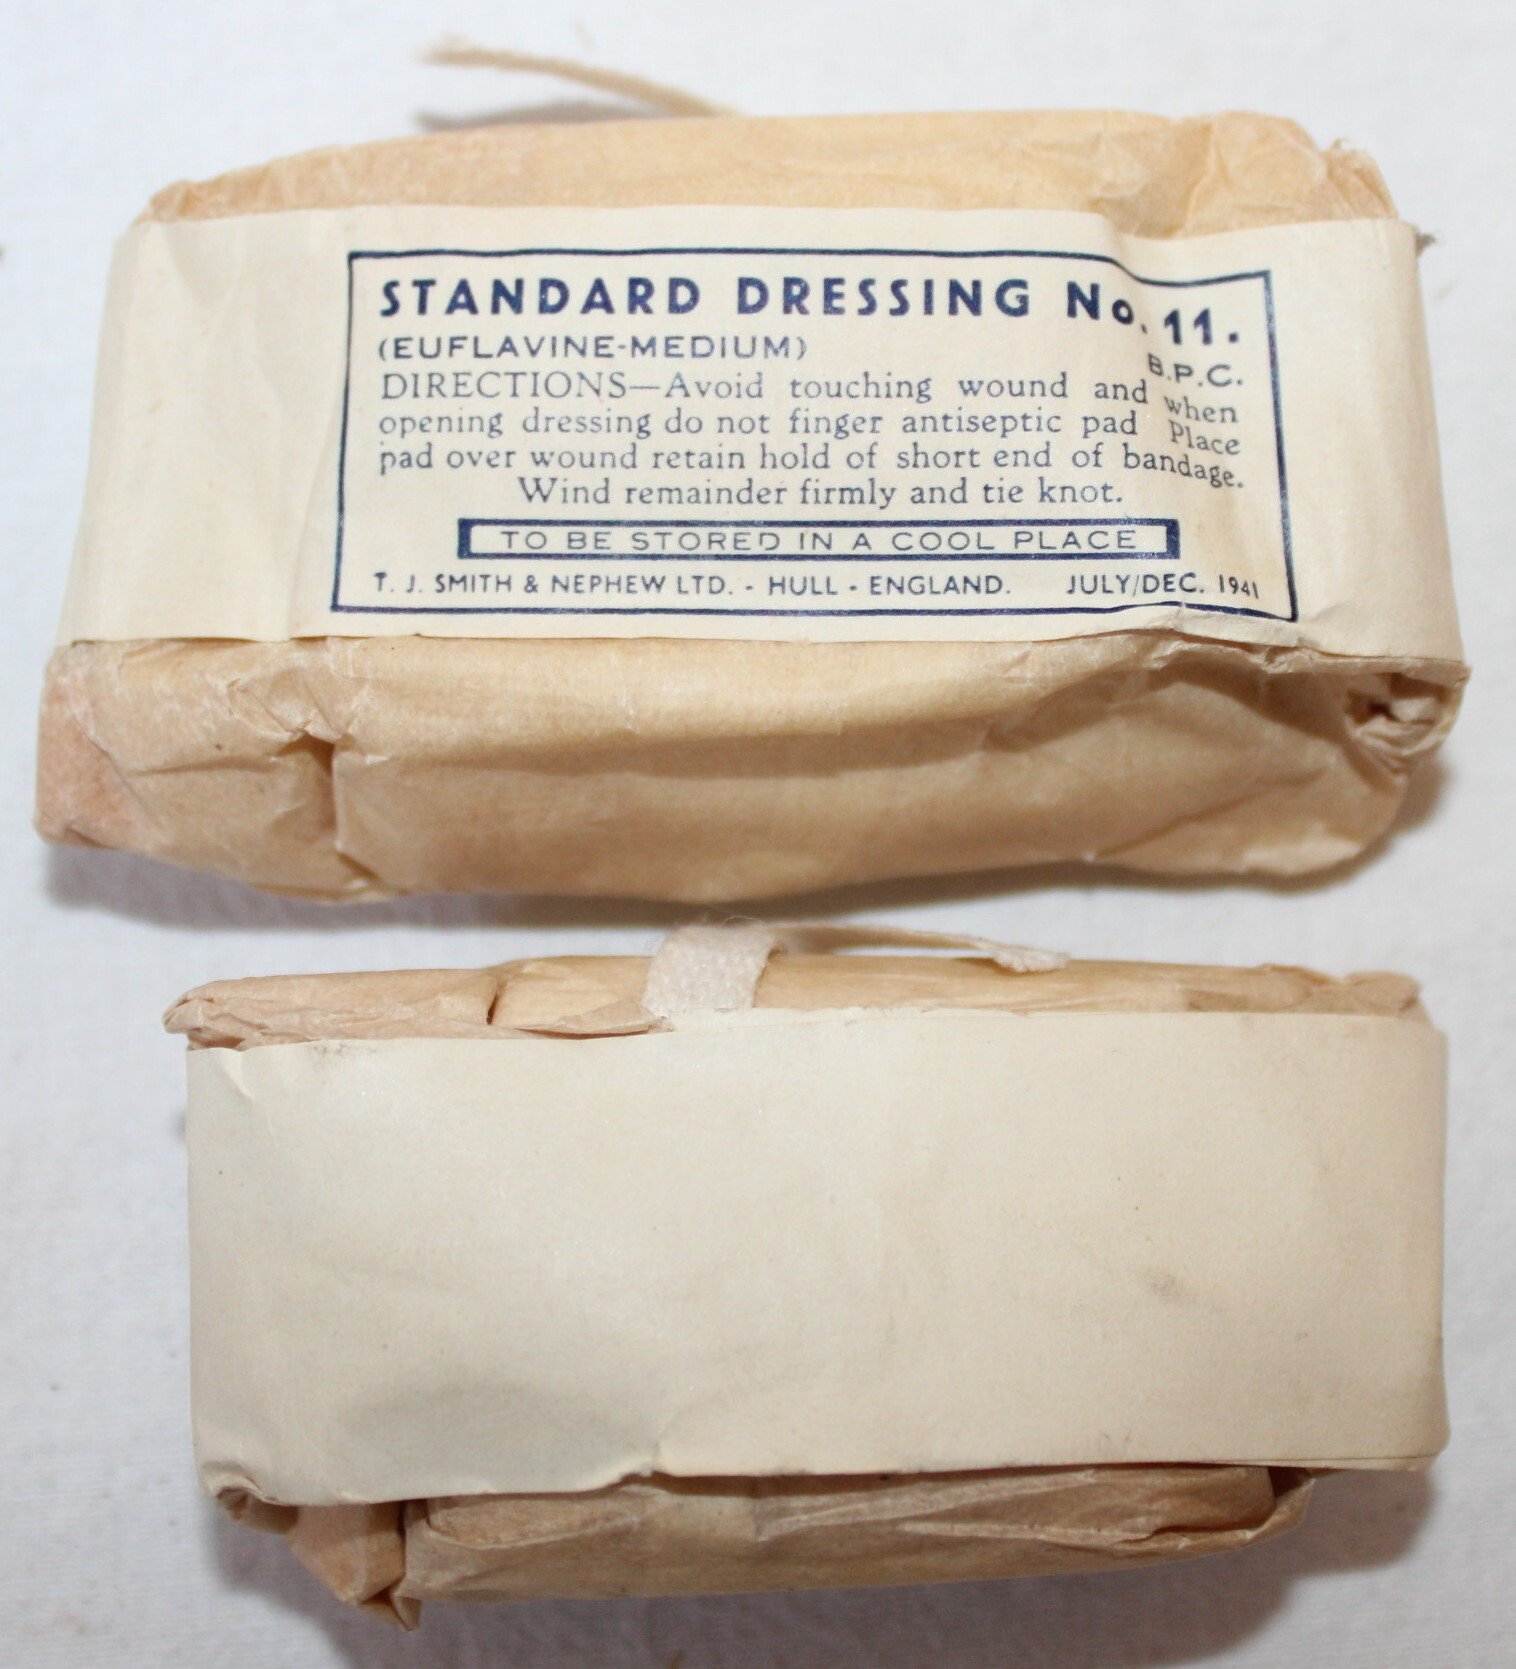 STANDARD DRESSING No. 11.
(EUFLAVINE-MEDIUM) B.P.C.
DIRECTIONS—Avoid touching wound and when
opening dressing do not finger antiseptic pad Place
pad over wound retain hold of short end of bandage.
Wind remainder firmly and tie knot.
TO BE STORED IN A COOL PLACE
T. J. SMITH & NEPHEW LTD. - HULL - ENGLAND. JULY/DEC. 1941